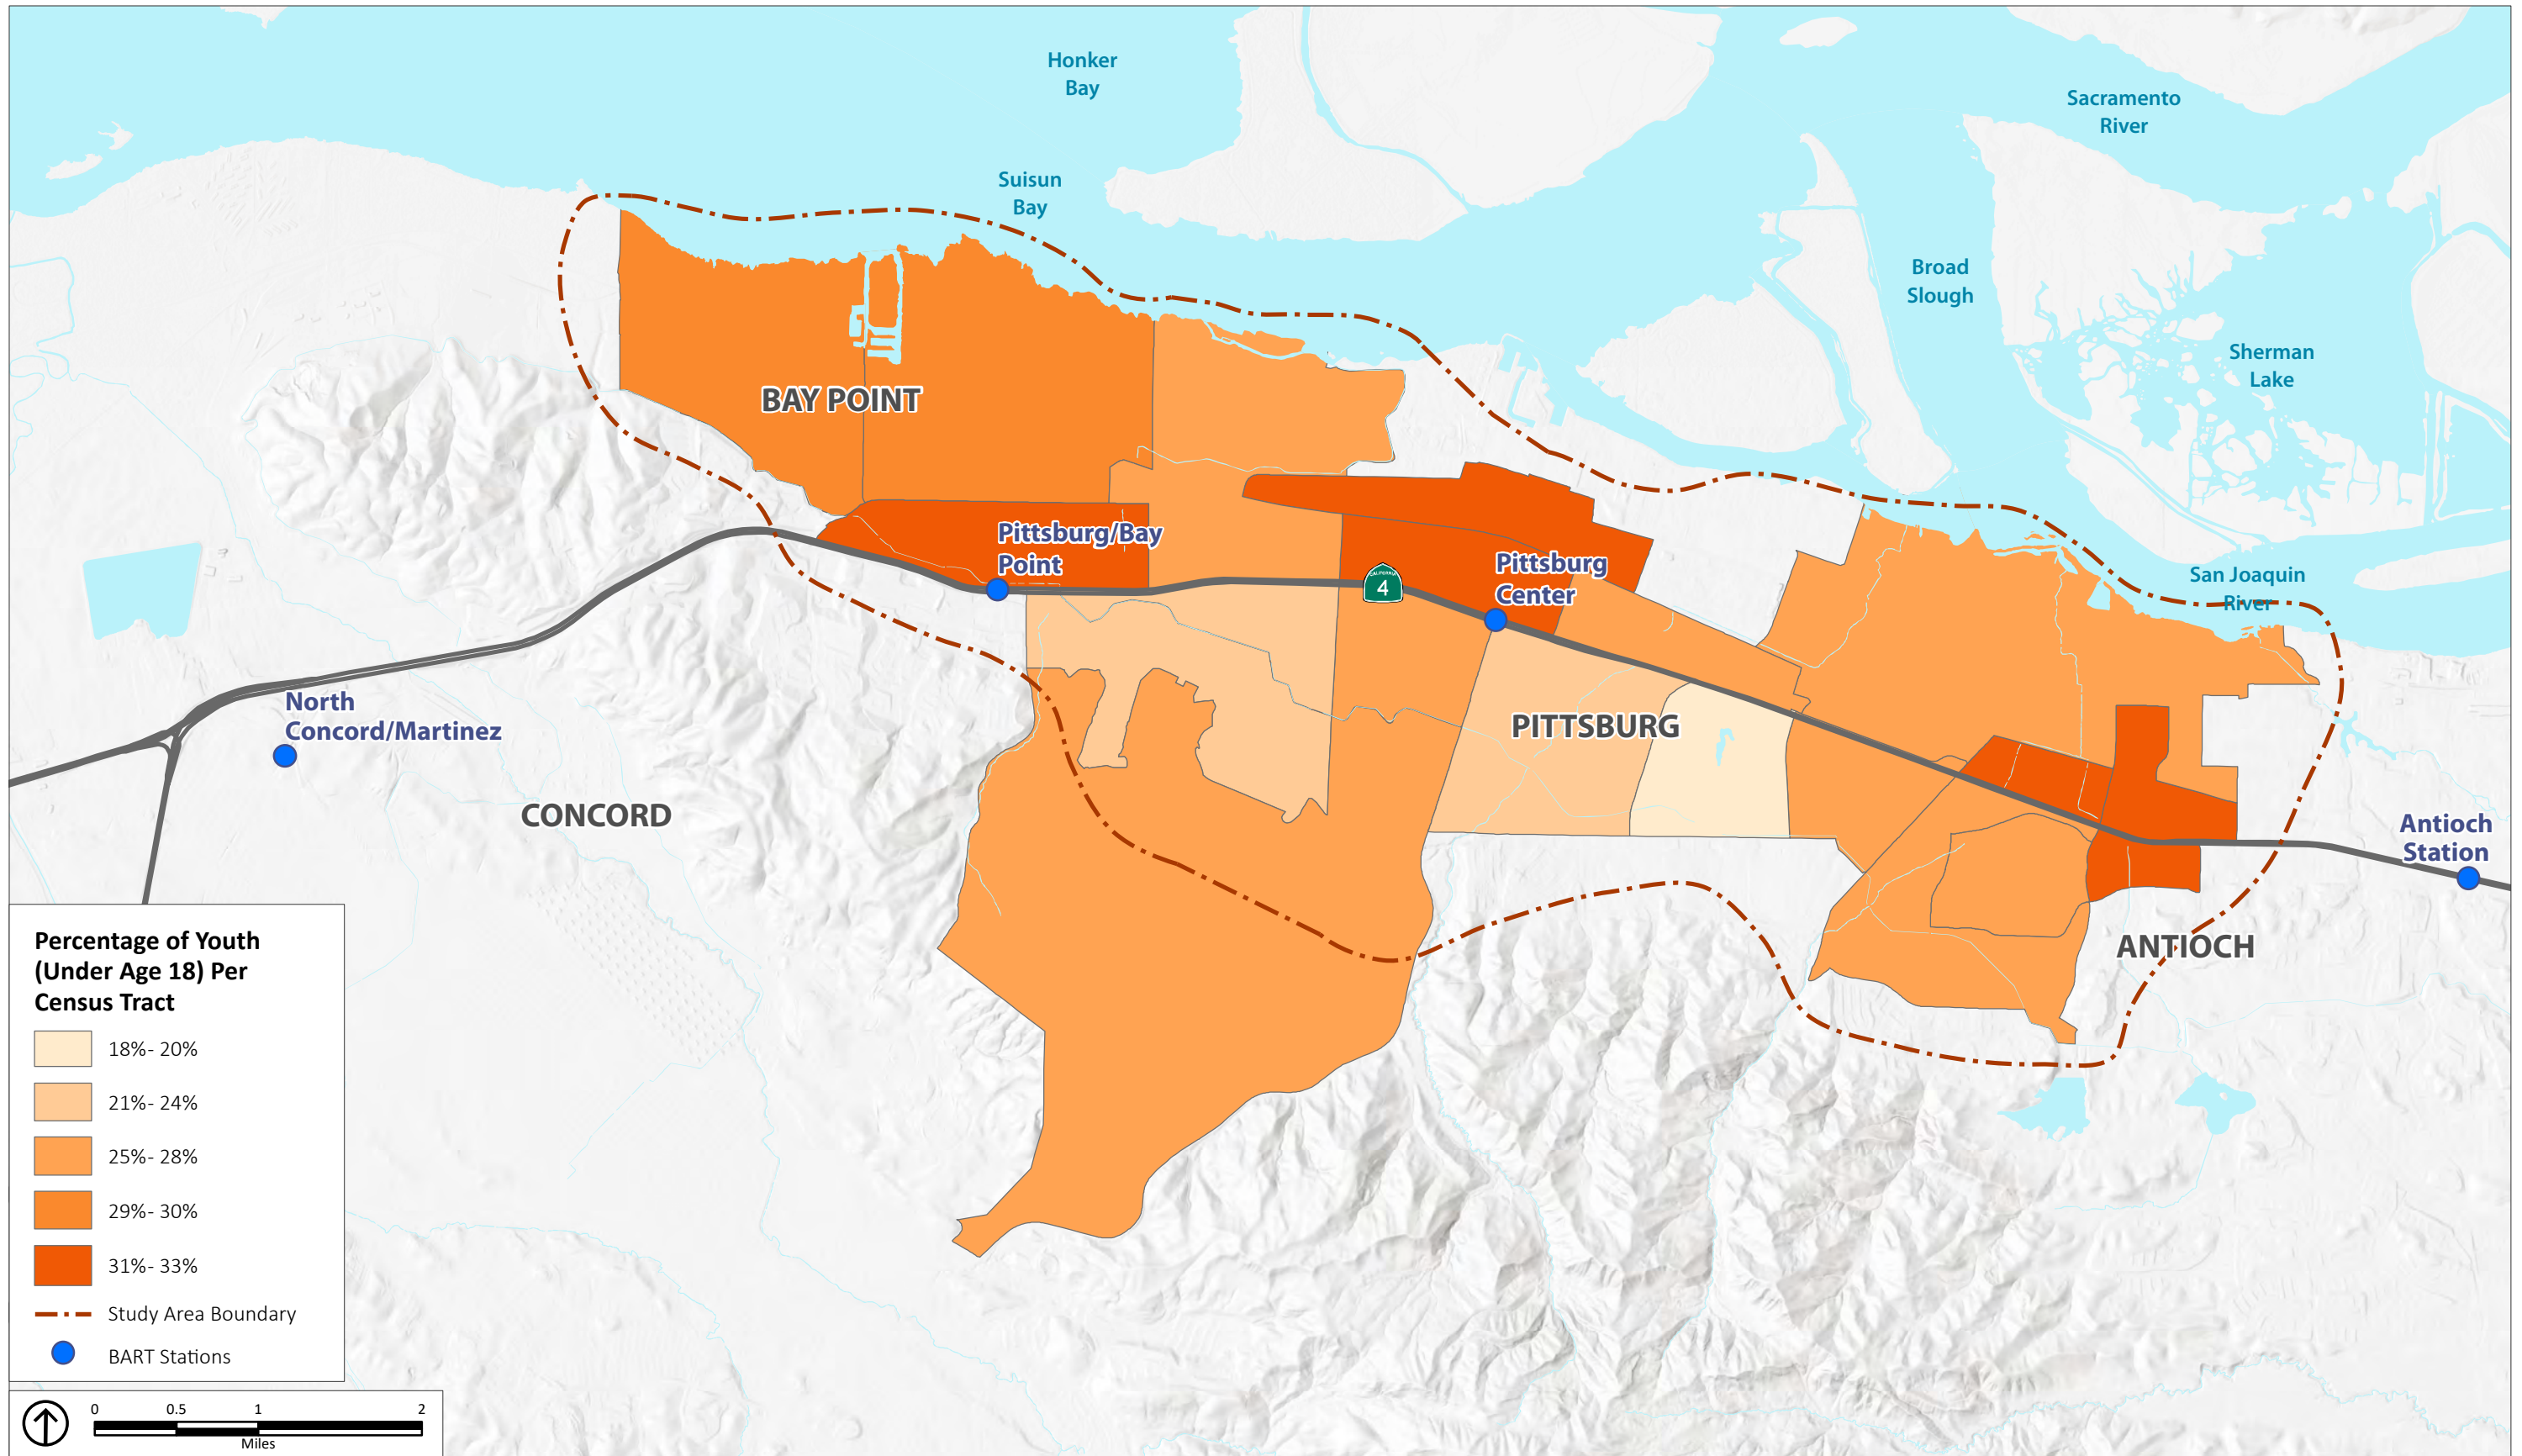 Honker
Bay
Sacramento
River
Suisun
Bay
Broad
Slough
Sherman
Lake
BAY POINT
Pittsburg/Bay
Point
Pittsburg
Center
CALIFORNIA
4
San Joaquin
River
North
Concord/Martinez
PITTSBURG
CONCORD
Antioch
Station
ANTIOCH
Percentage of Youth
(Under Age 18) Per
Census Tract
18%- 20%
21%- 24%
25%- 28%
29%- 30%
31%- 33%
Study Area Boundary
BART Stations
0 0.5 1 2
Miles